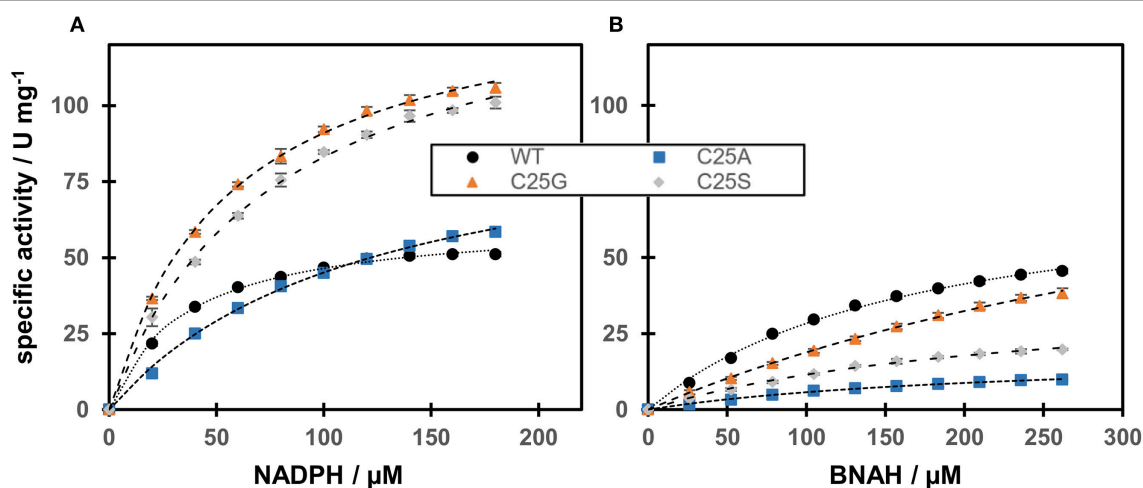 A
B
specific activity / U mg⁻¹
100
75
50
25
0
0 50 100 150 200
NADPH / µM
WT C25A
C25G C25S
100
50
25
0
0 50 100 150 200 250 300
BNAH / µM